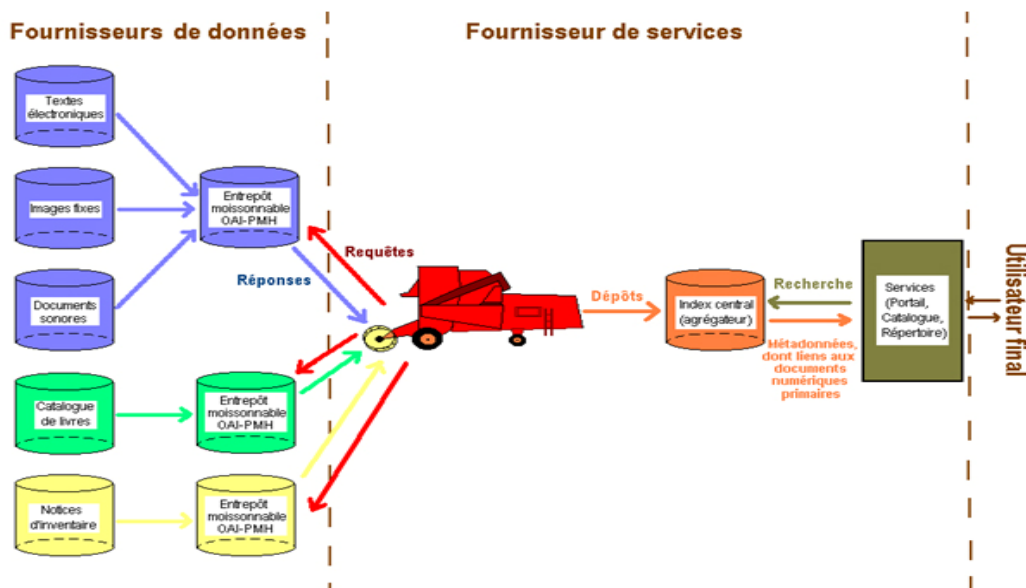 Fournisseurs de données
Fournisseur de services
Textes
électroniques
Images fixes
Documents
sonores
Entrepôt
moissonnable
OAI-PMH
Requêtes
Réponses
Catalogue
de livres
Entrepôt
moissonnable
OAI-PMH
Notices
d'inventaire
Entrepôt
moissonnable
OAI-PMH
Dépôts
Index central
(agrégateur)
Recherche
Hétadonnées,
dont liens aux
documents
numériques
primaires
Services
(Portail,
Catalogue,
Répertoire)
Utilisateur final